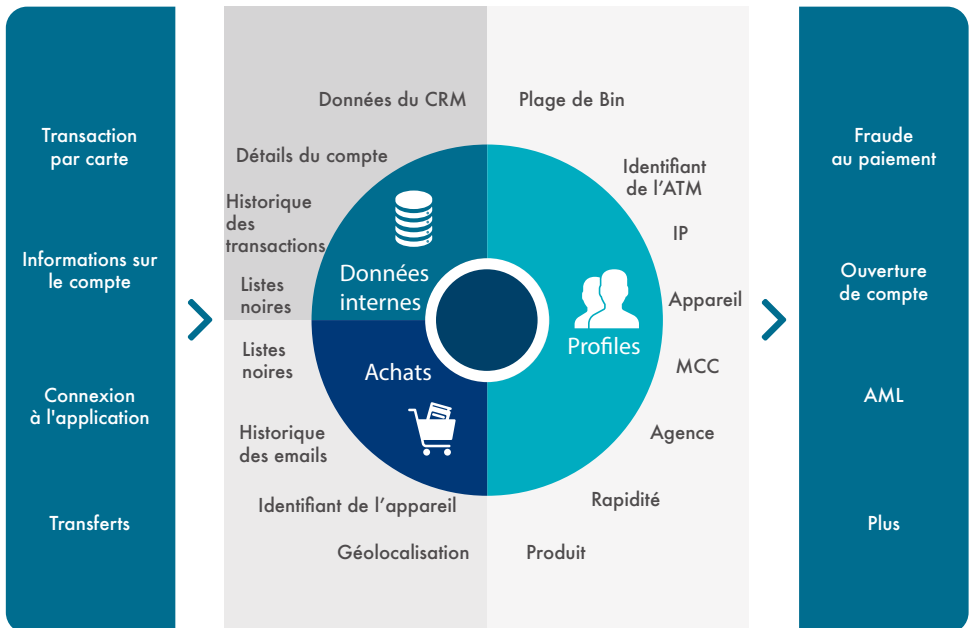 Transaction
par carte
Informations sur
le compte
Connexion
à l'application
Transferts
Données du CRM
Détails du compte
Historique
des
transactions
Listes
noires
Données
internes
Listes
noires
Historique
des emails
Identifiant de l’appareil
Géolocalisation
Achats
Plage de Bin
Identifiant
de l’ATM
IP
Appareil
MCC
Agence
Rapidité
Produit
Profiles
Fraude
au paiement
Ouverture
de compte
AML
Plus